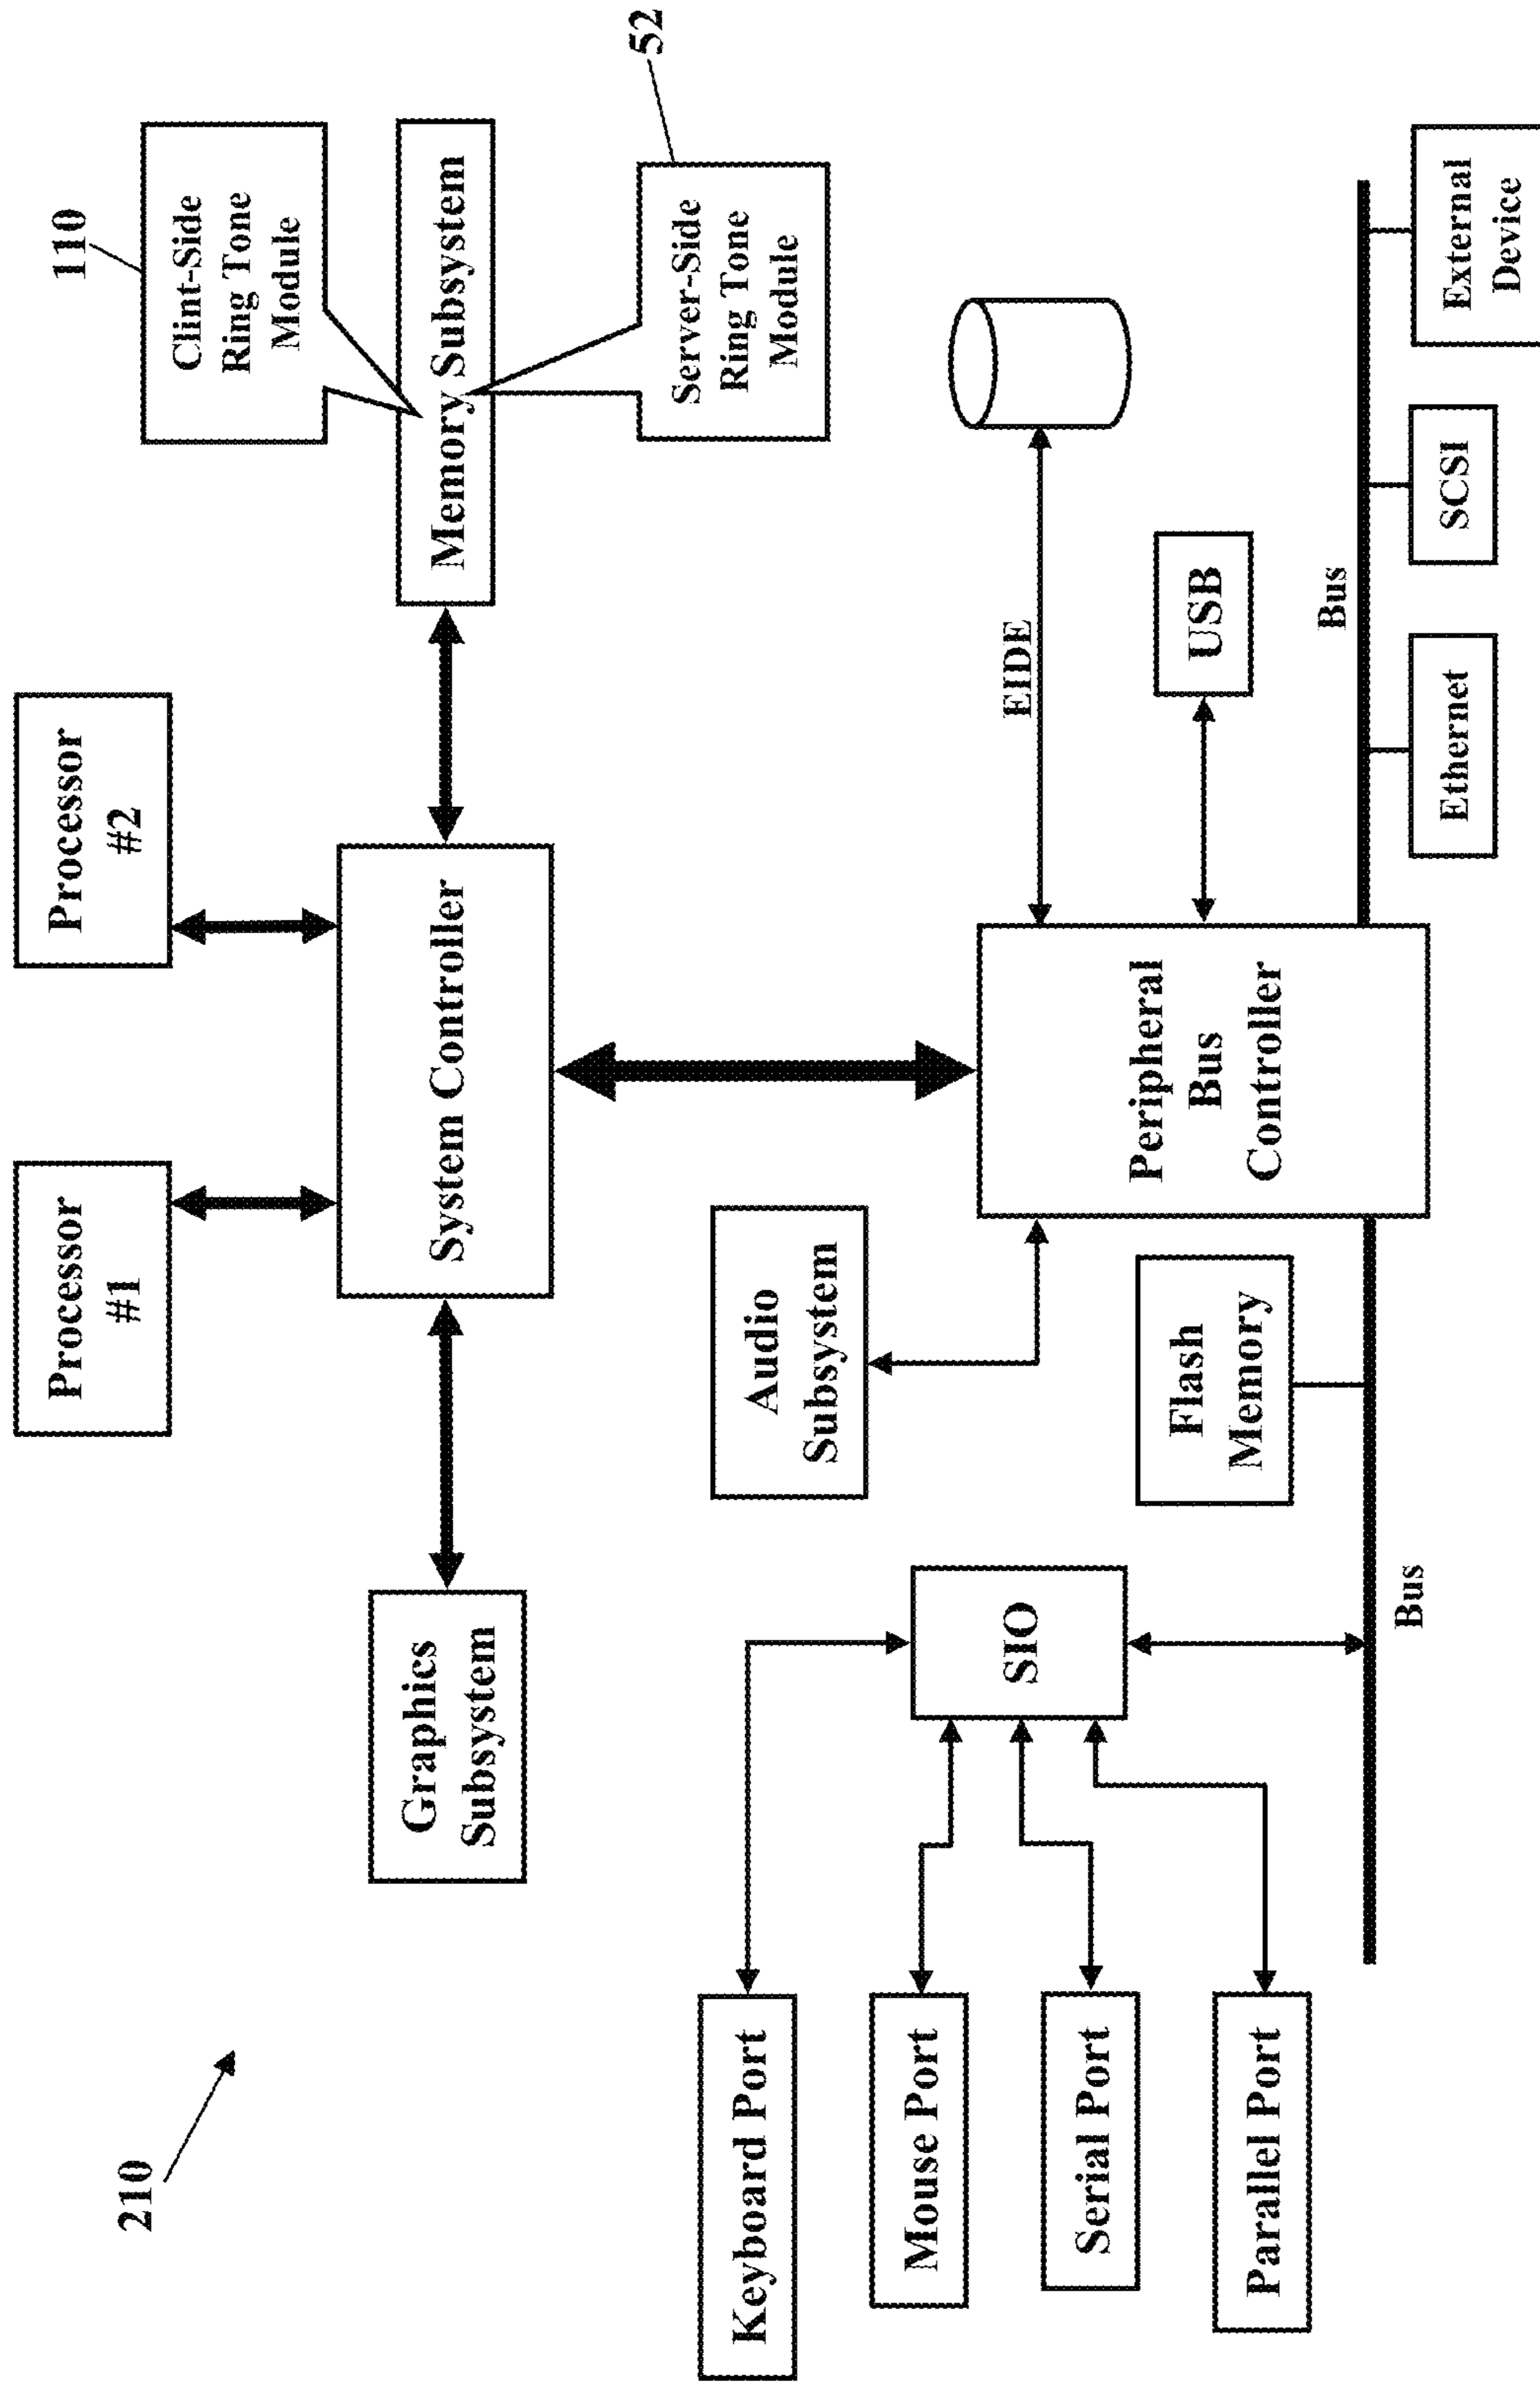 210
Processor
#1
Processor
#2
110
Clint-Side
Ring Tone
Module
Graphics
Subsystem
System Controller
Memory Subsystem
52
Server-Side
Ring Tone
Module
Keyboard Port
Mouse Port
Serial Port
Parallel Port
SIO
Audio
Subsystem
Flash
Memory
Peripheral
Bus
Controller
EIDE
USB
Bus
Bus
Ethernet
SCSI
External
Device